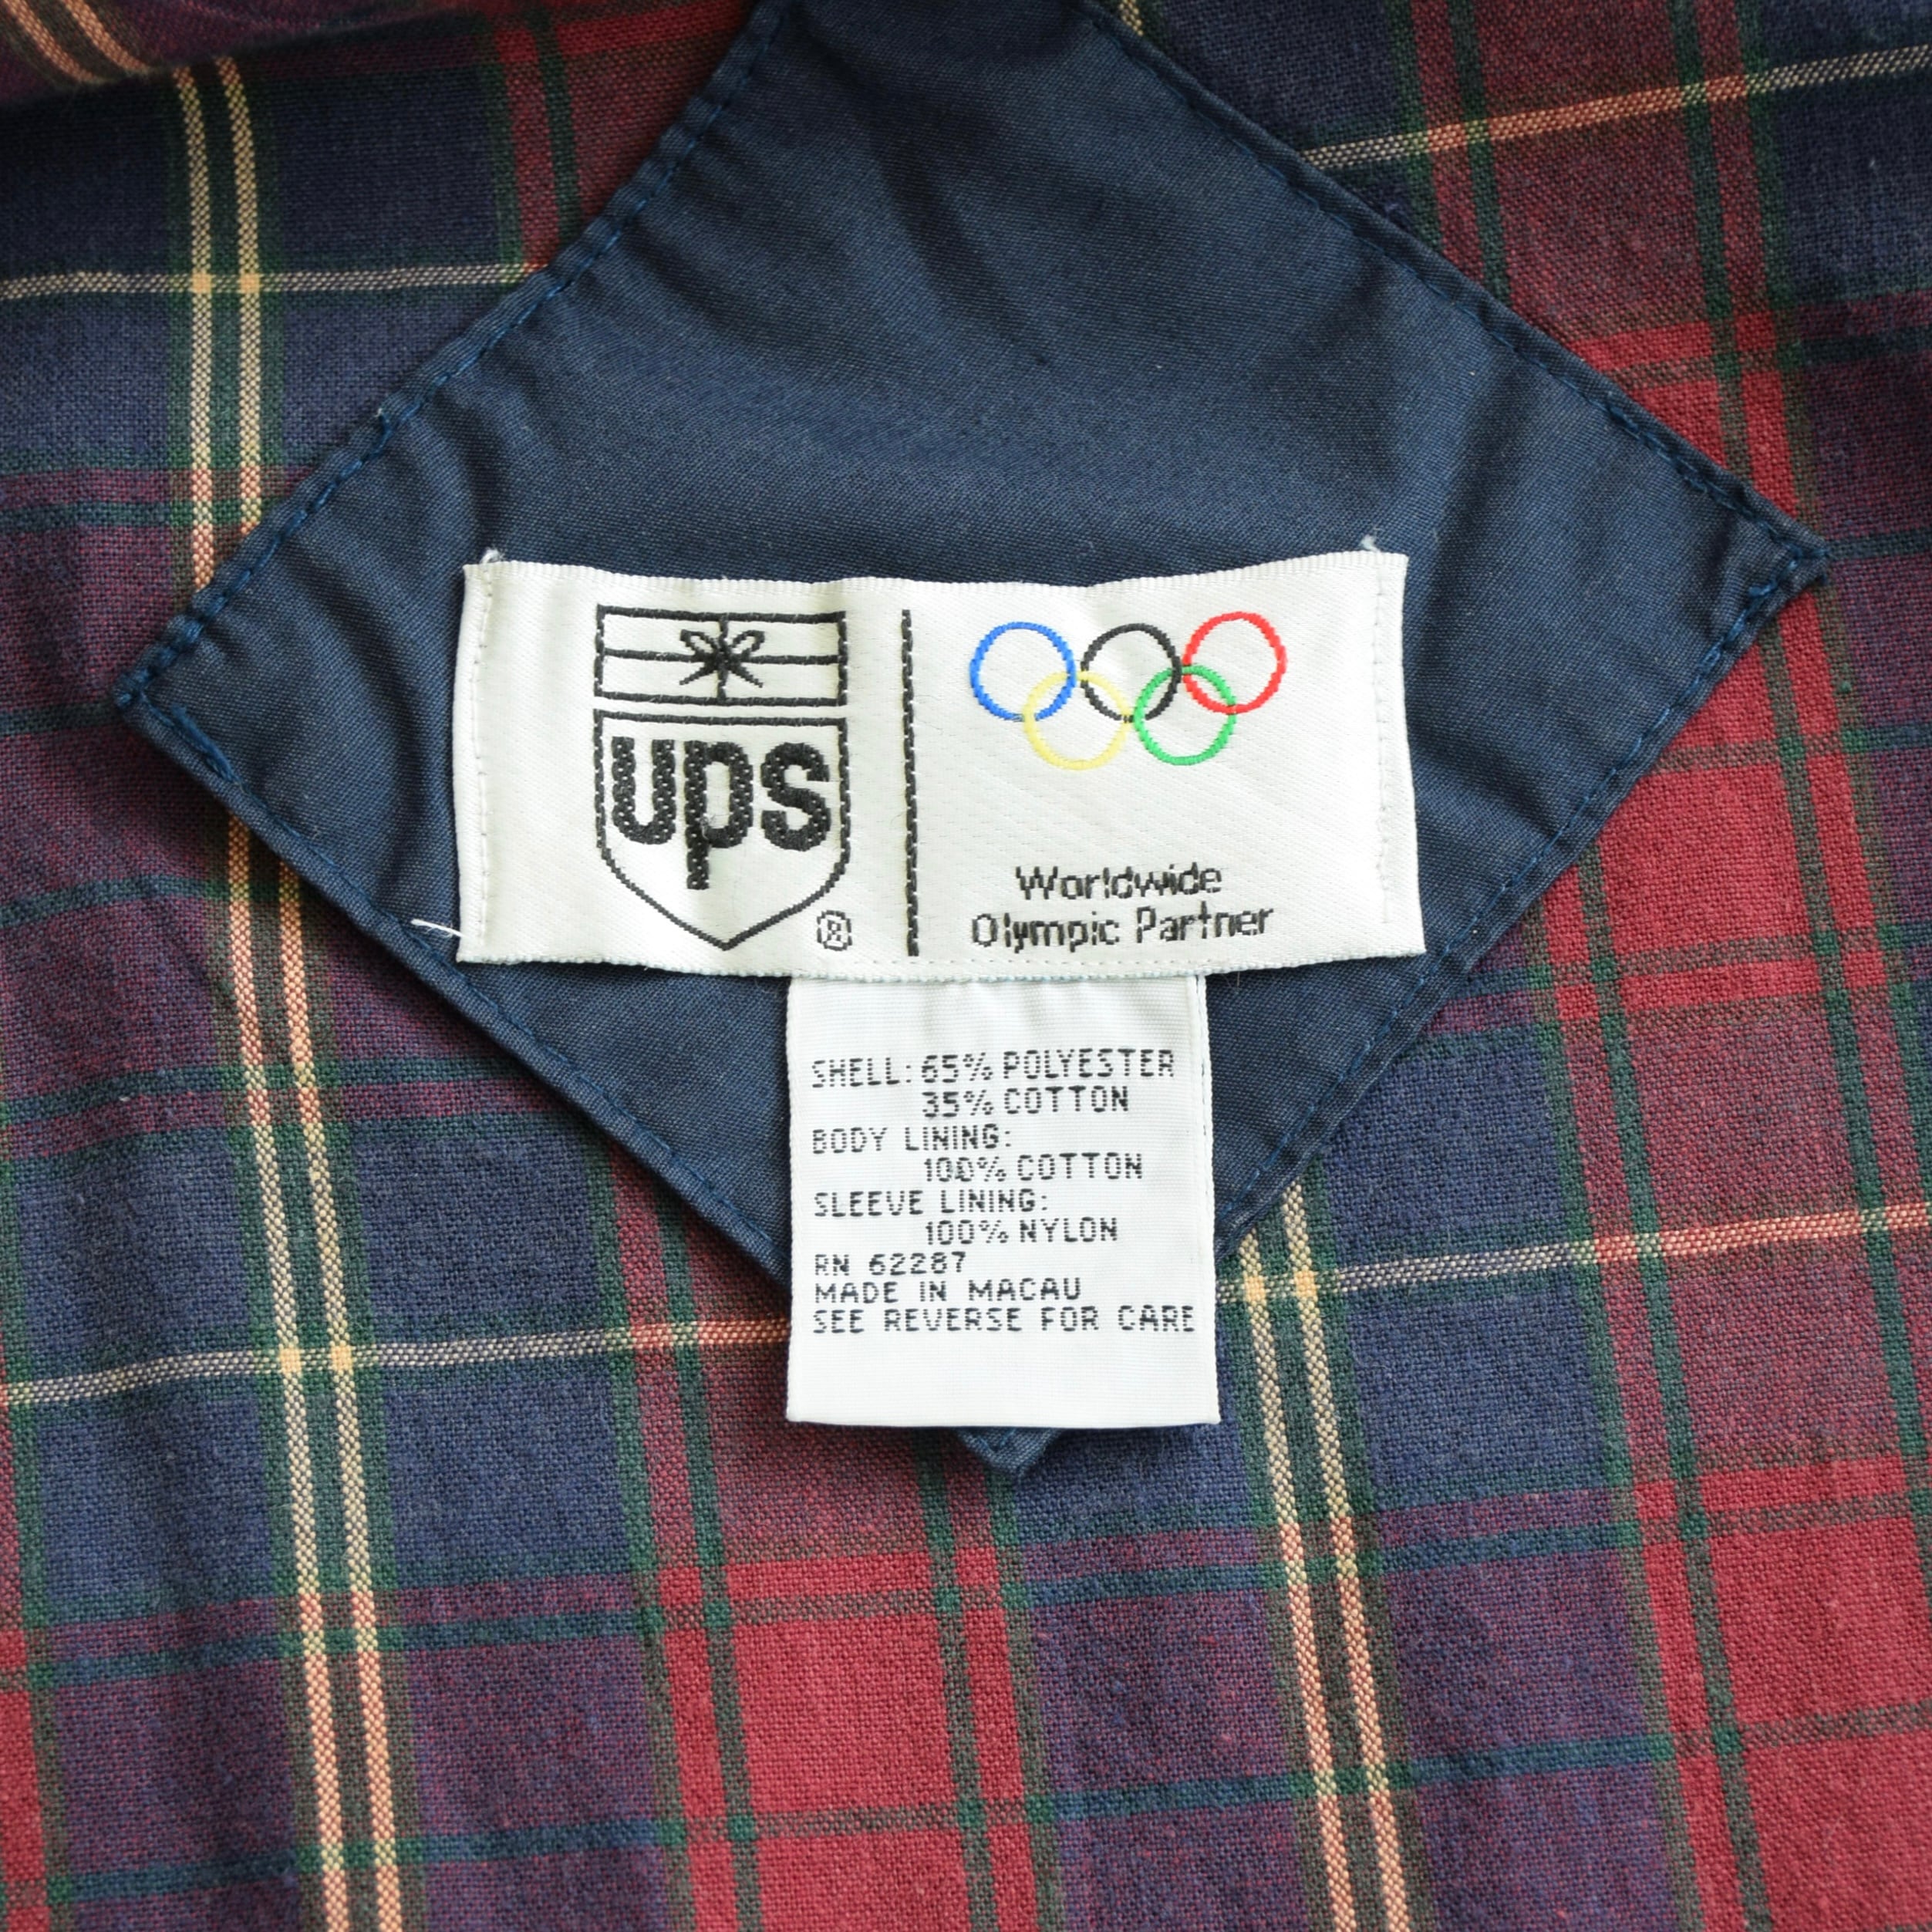 ups
®
Worldwide
Olympic Partner
SHELL: 65% POLYESTER
35% COTTON
BODY LINING:
100% COTTON
SLEEVE LINING:
100% NYLON
RN 62287
MADE IN MACAU
SEE REVERSE FOR CARE